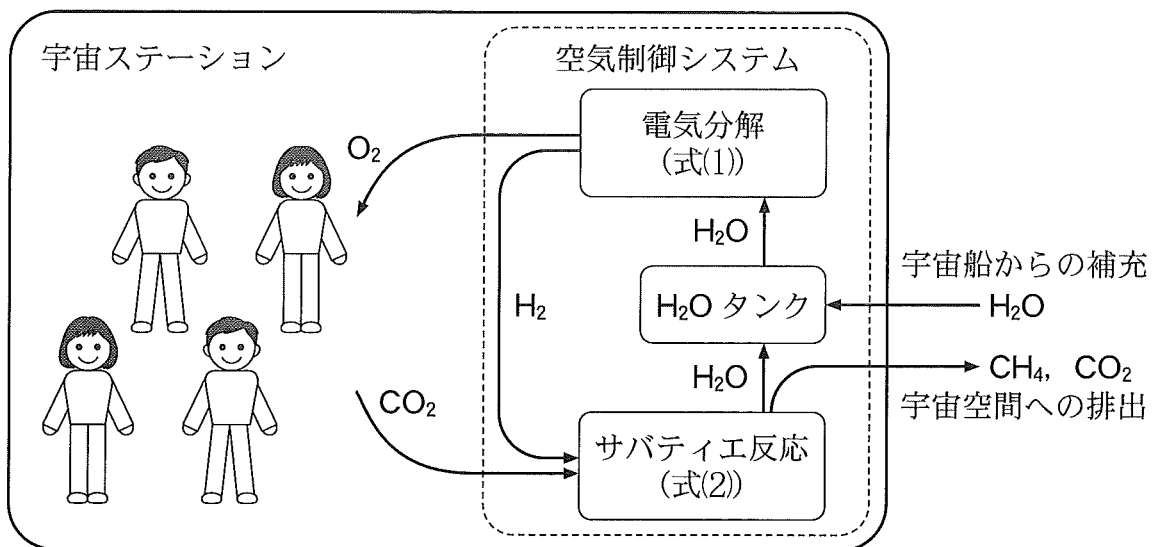 宇宙ステーション
空気制御システム
電気分解
(式(1))
O₂
H₂O
宇宙船からの補充
H₂
H₂O タンク
H₂O
H₂O
CH₄, CO₂
宇宙空間への排出
CO₂
サバティエ反応
(式(2))